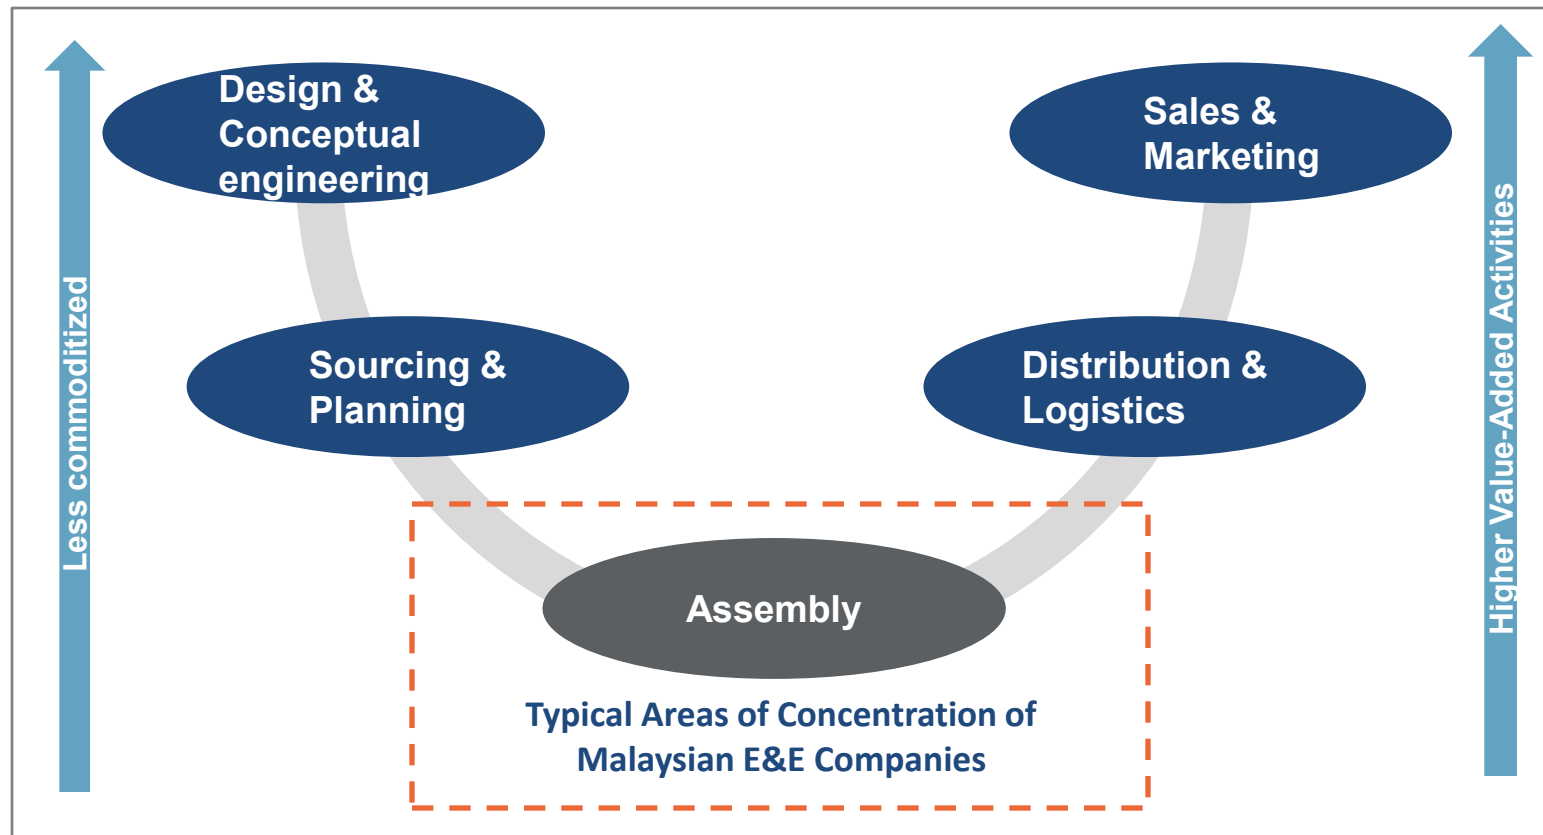 Design &
Conceptual
engineering
Sales &
Marketing
Less commoditized
Higher Value-Added Activities
Sourcing &
Planning
Distribution &
Logistics
Assembly
Typical Areas of Concentration of
Malaysian E&E Companies